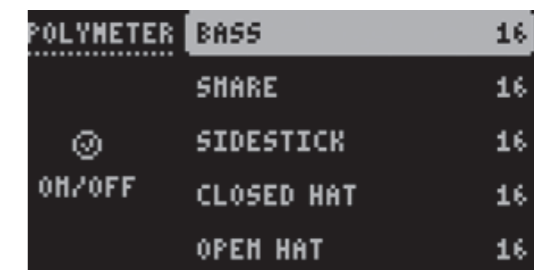 POLYMETER
BASS 16
SNARE 16
SIDESTICK 16
ON/OFF
CLOSED HAT 16
OPEN HAT 16